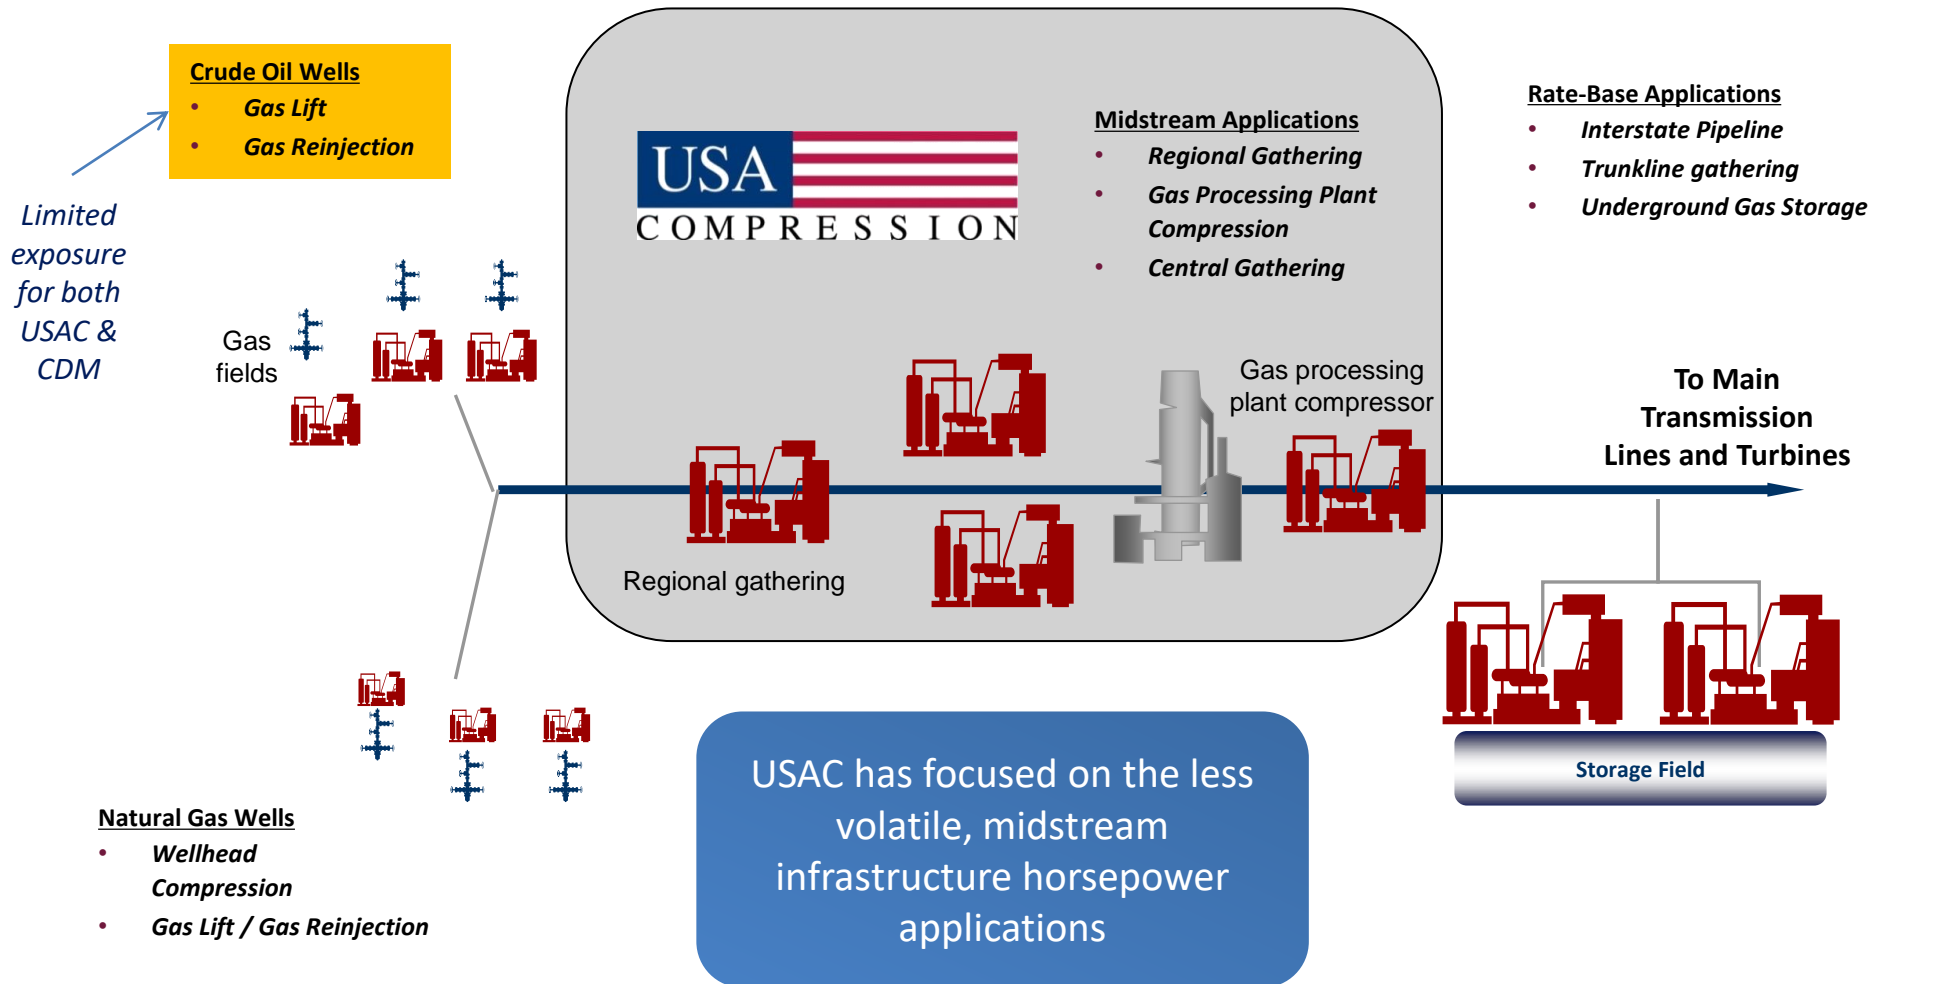 Crude Oil Wells
• Gas Lift
• Gas Reinjection
Limited
exposure
for both
USAC &
CDM
Gas
fields
USA
COMPRESSION
Midstream Applications
• Regional Gathering
• Gas Processing Plant
Compression
• Central Gathering
Rate-Base Applications
• Interstate Pipeline
• Trunkline gathering
• Underground Gas Storage
Gas processing
plant compressor
To Main
Transmission
Lines and Turbines
Regional gathering
Storage Field
Natural Gas Wells
• Wellhead
Compression
• Gas Lift / Gas Reinjection
USAC has focused on the less
volatile, midstream
infrastructure horsepower
applications